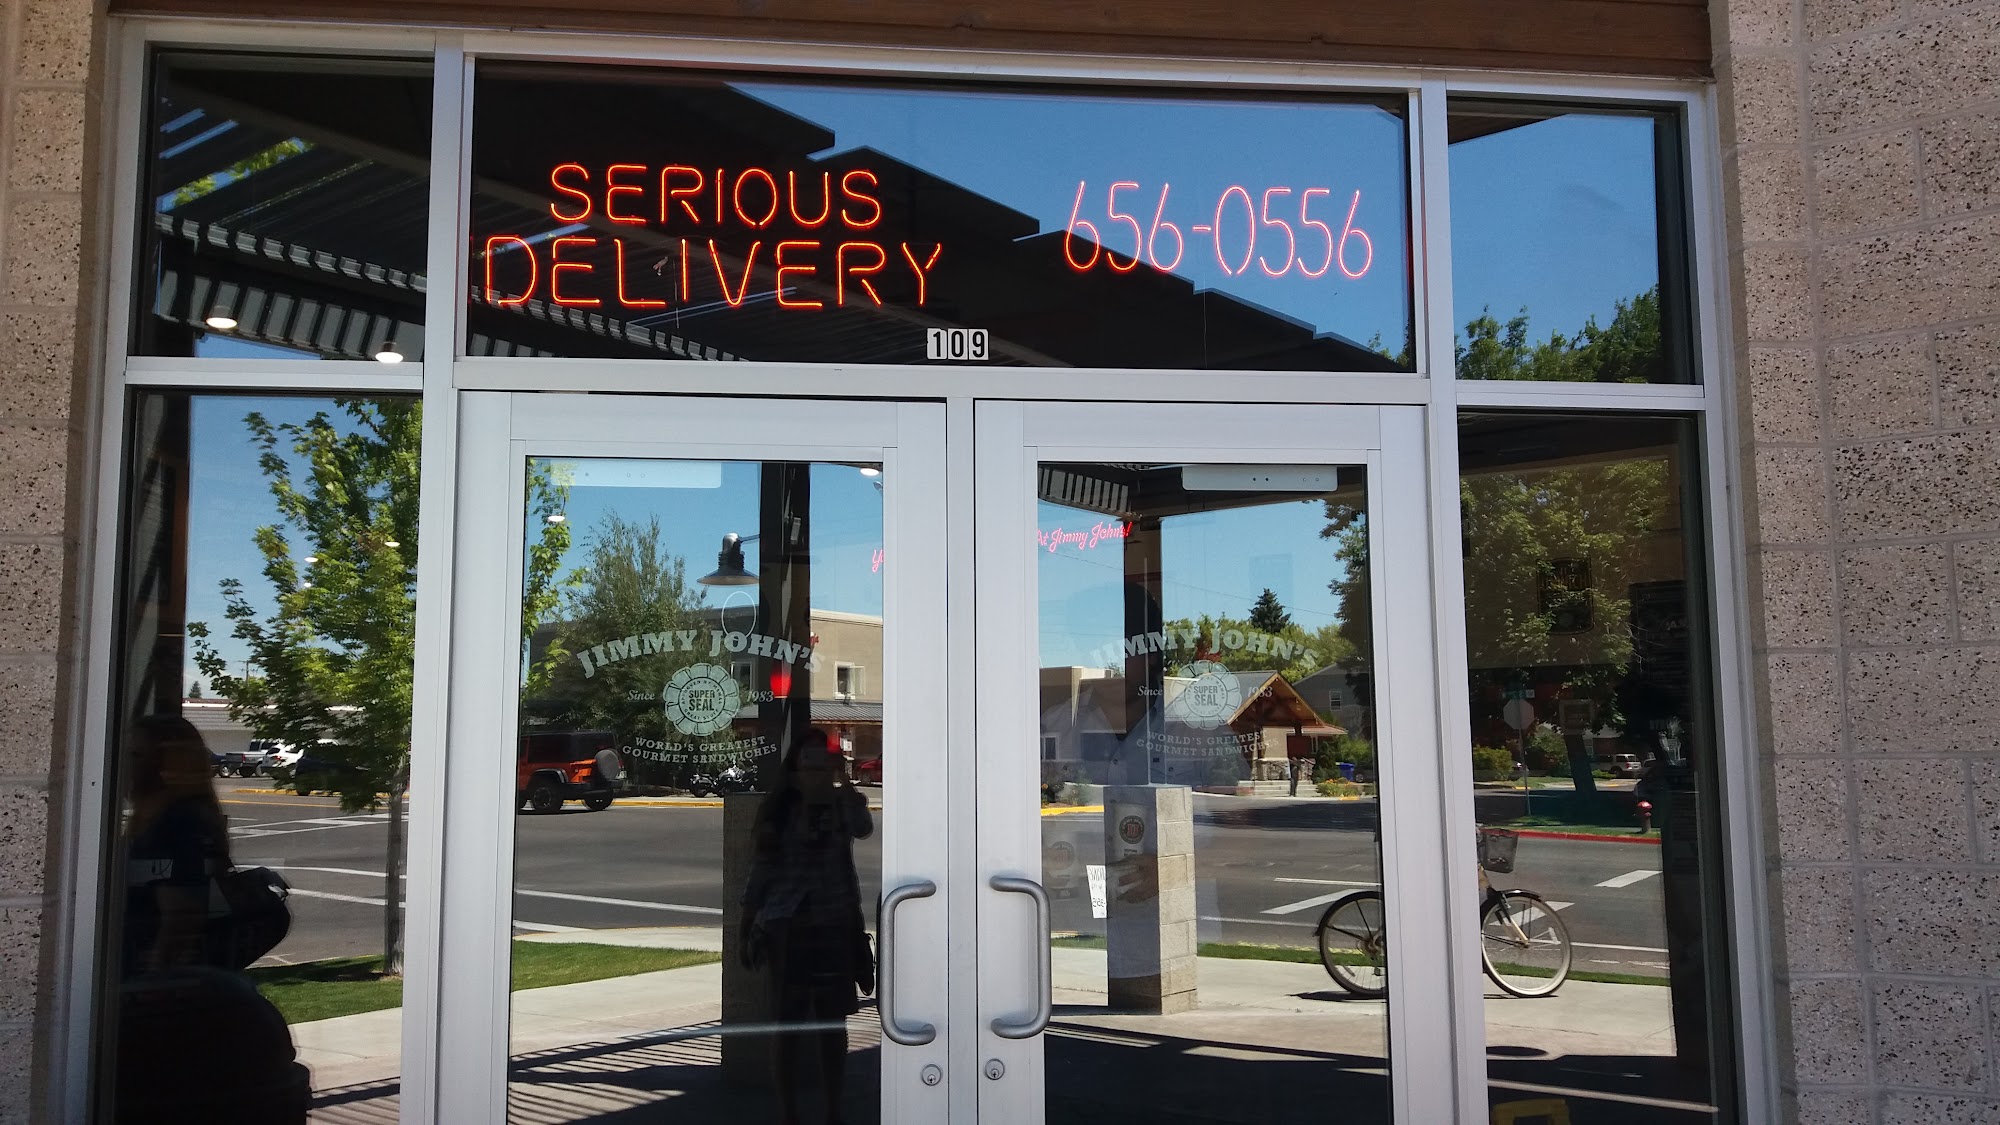 SERIOUS
DELIVERY
656-0556
109
At Jimmy John's!
JIMMY JOHN'S
Since 1983
SUPER
SEAL
WORLD'S GREATEST
GOURMET SANDWICHES
JIMMY JOHN'S
Since 1983
SUPER
SEAL
WORLD'S GREATEST
GOURMET SANDWICHES